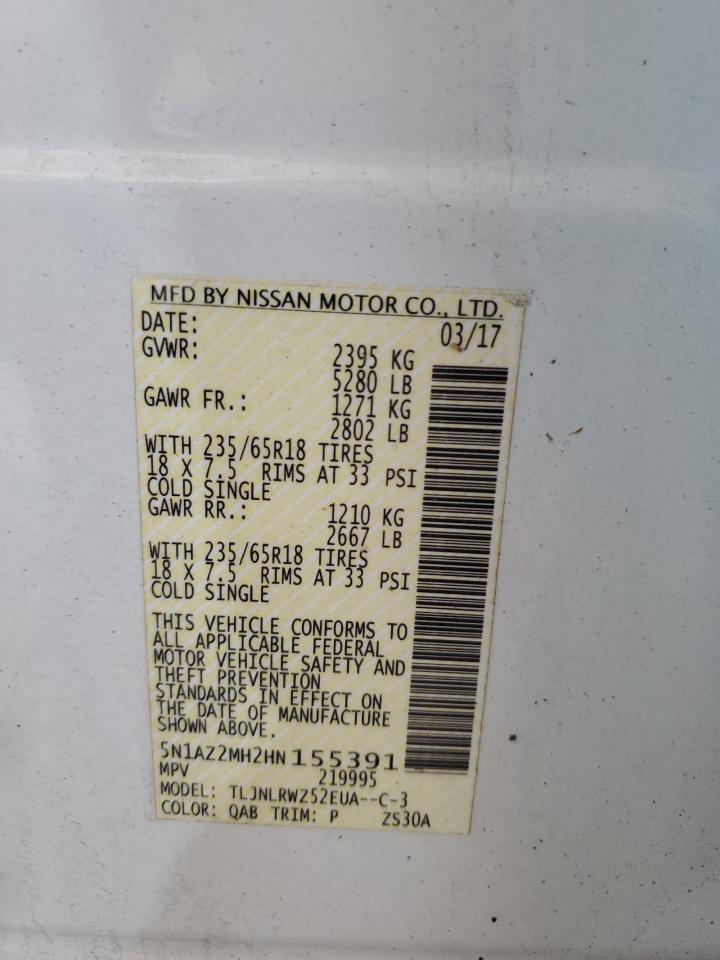 MFD BY NISSAN MOTOR CO., LTD.
DATE: 03/17
GVWR: 2395 KG
5280 LB
GAWR FR.: 1271 KG
2802 LB
WITH 235/65R18 TIRES
18 X 7.5 RIMS AT 33 PSI
COLD SINGLE
GAWR RR.: 1210 KG
2667 LB
WITH 235/65R18 TIRES
18 X 7.5 RIMS AT 33 PSI
COLD SINGLE
THIS VEHICLE CONFORMS TO
ALL APPLICABLE FEDERAL
MOTOR VEHICLE SAFETY AND
THEFT PREVENTION
STANDARDS IN EFFECT ON
THE DATE OF MANUFACTURE
SHOWN ABOVE.
5N1AZ2MH2HN155391
MPV 219995
MODEL: TLJNLRWZ52EUA--C-3
COLOR: QAB TRIM: P ZS30A